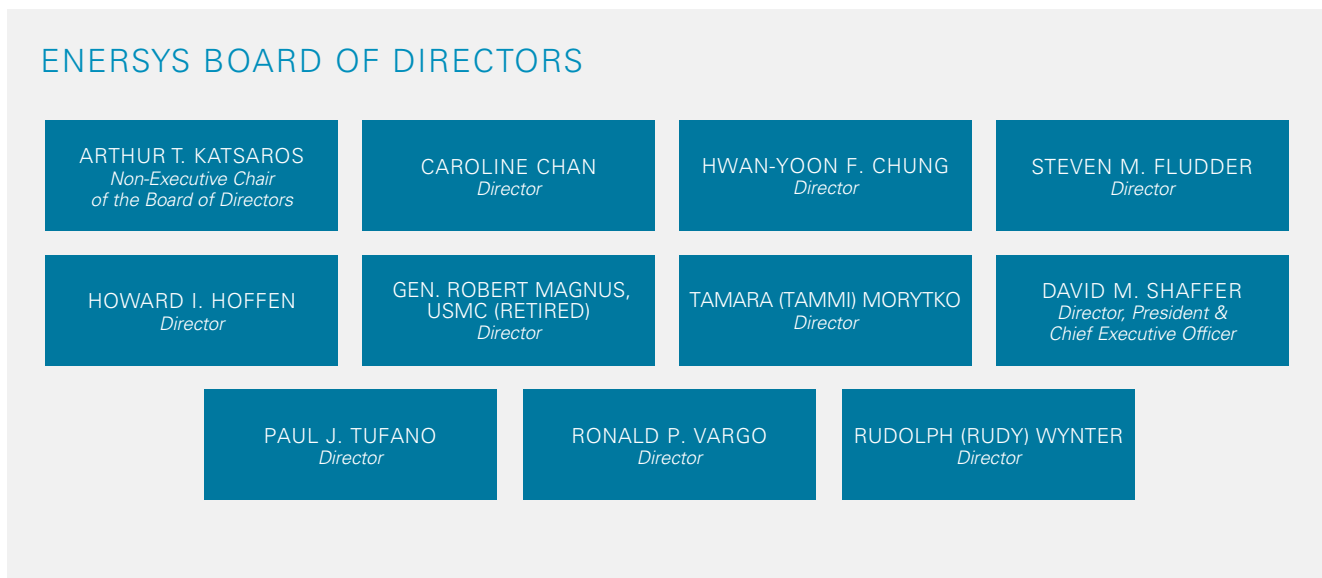 ENERSYS BOARD OF DIRECTORS
ARTHUR T. KATSAROS
Non-Executive Chair
of the Board of Directors
CAROLINE CHAN
Director
HWAN-YOON F. CHUNG
Director
STEVEN M. FLUDDER
Director
HOWARD I. HOFFEN
Director
GEN. ROBERT MAGNUS,
USMC (RETIRED)
Director
TAMARA (TAMMI) MORYTKO
Director
DAVID M. SHAFFER
Director, President &
Chief Executive Officer
PAUL J. TUFANO
Director
RONALD P. VARGO
Director
RUDOLPH (RUDY) WYNTER
Director